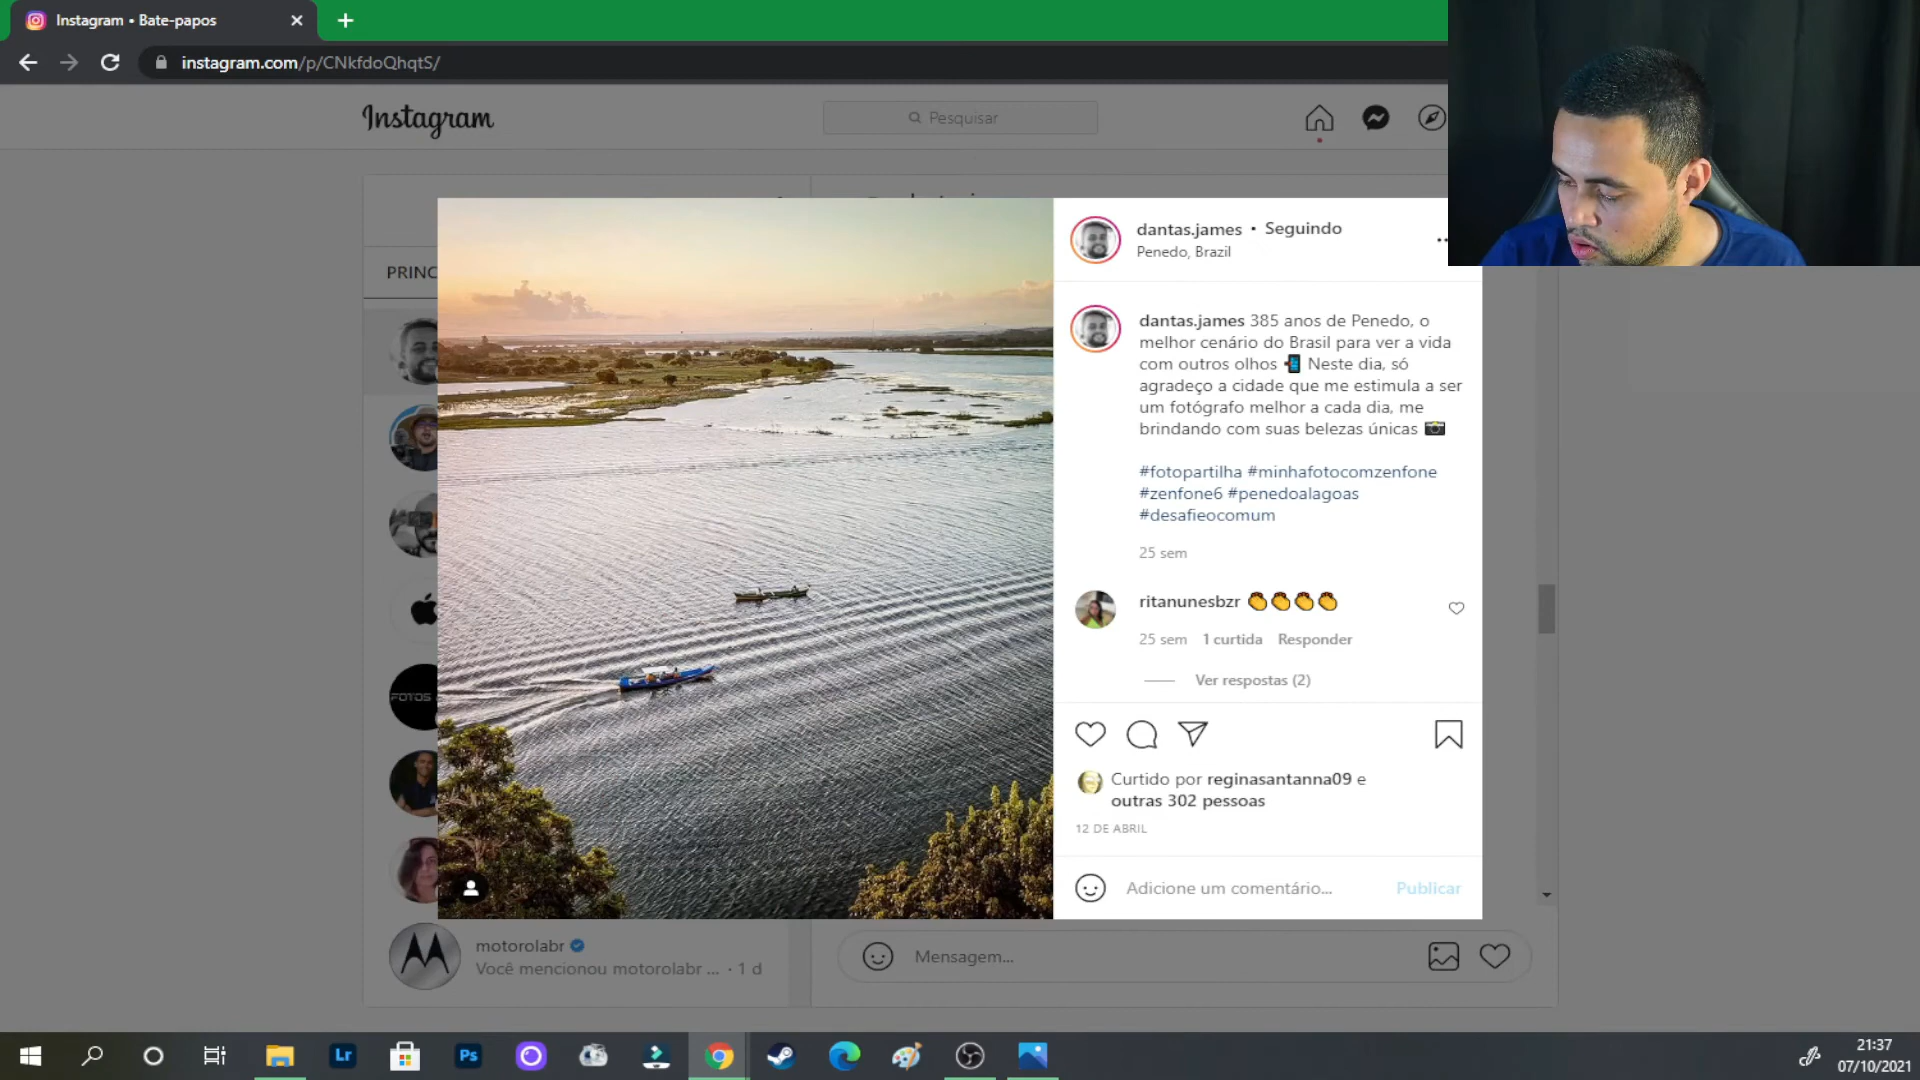 Instagram • Bate-papos
instagram.com/p/CNkfdoQhqtS/
Instagram
Pesquisar
PRINC
dantas.james • Seguindo
Penedo, Brazil
dantas.james 385 anos de Penedo, o
melhor cenário do Brasil para ver a vida
com outros olhos 📲 Neste dia, só
agradeço a cidade que me estimula a ser
um fotógrafo melhor a cada dia, me
brindando com suas belezas únicas 📷
#fotopartilha #minhafotocomzenfone
#zenfone6 #penedoalagoas
#desafieocomum
25 sem
ritanunesbzr 👏👏👏👏
25 sem 1 curtida Responder
Ver respostas (2)
Curtido por reginasantanna09 e
outras 302 pessoas
12 DE ABRIL
Adicione um comentário... Publicar
FOTOS
motorolabr
Você mencionou motorolabr ... · 1 d
Mensagem...
Lr
Ps
21:37
07/10/2021